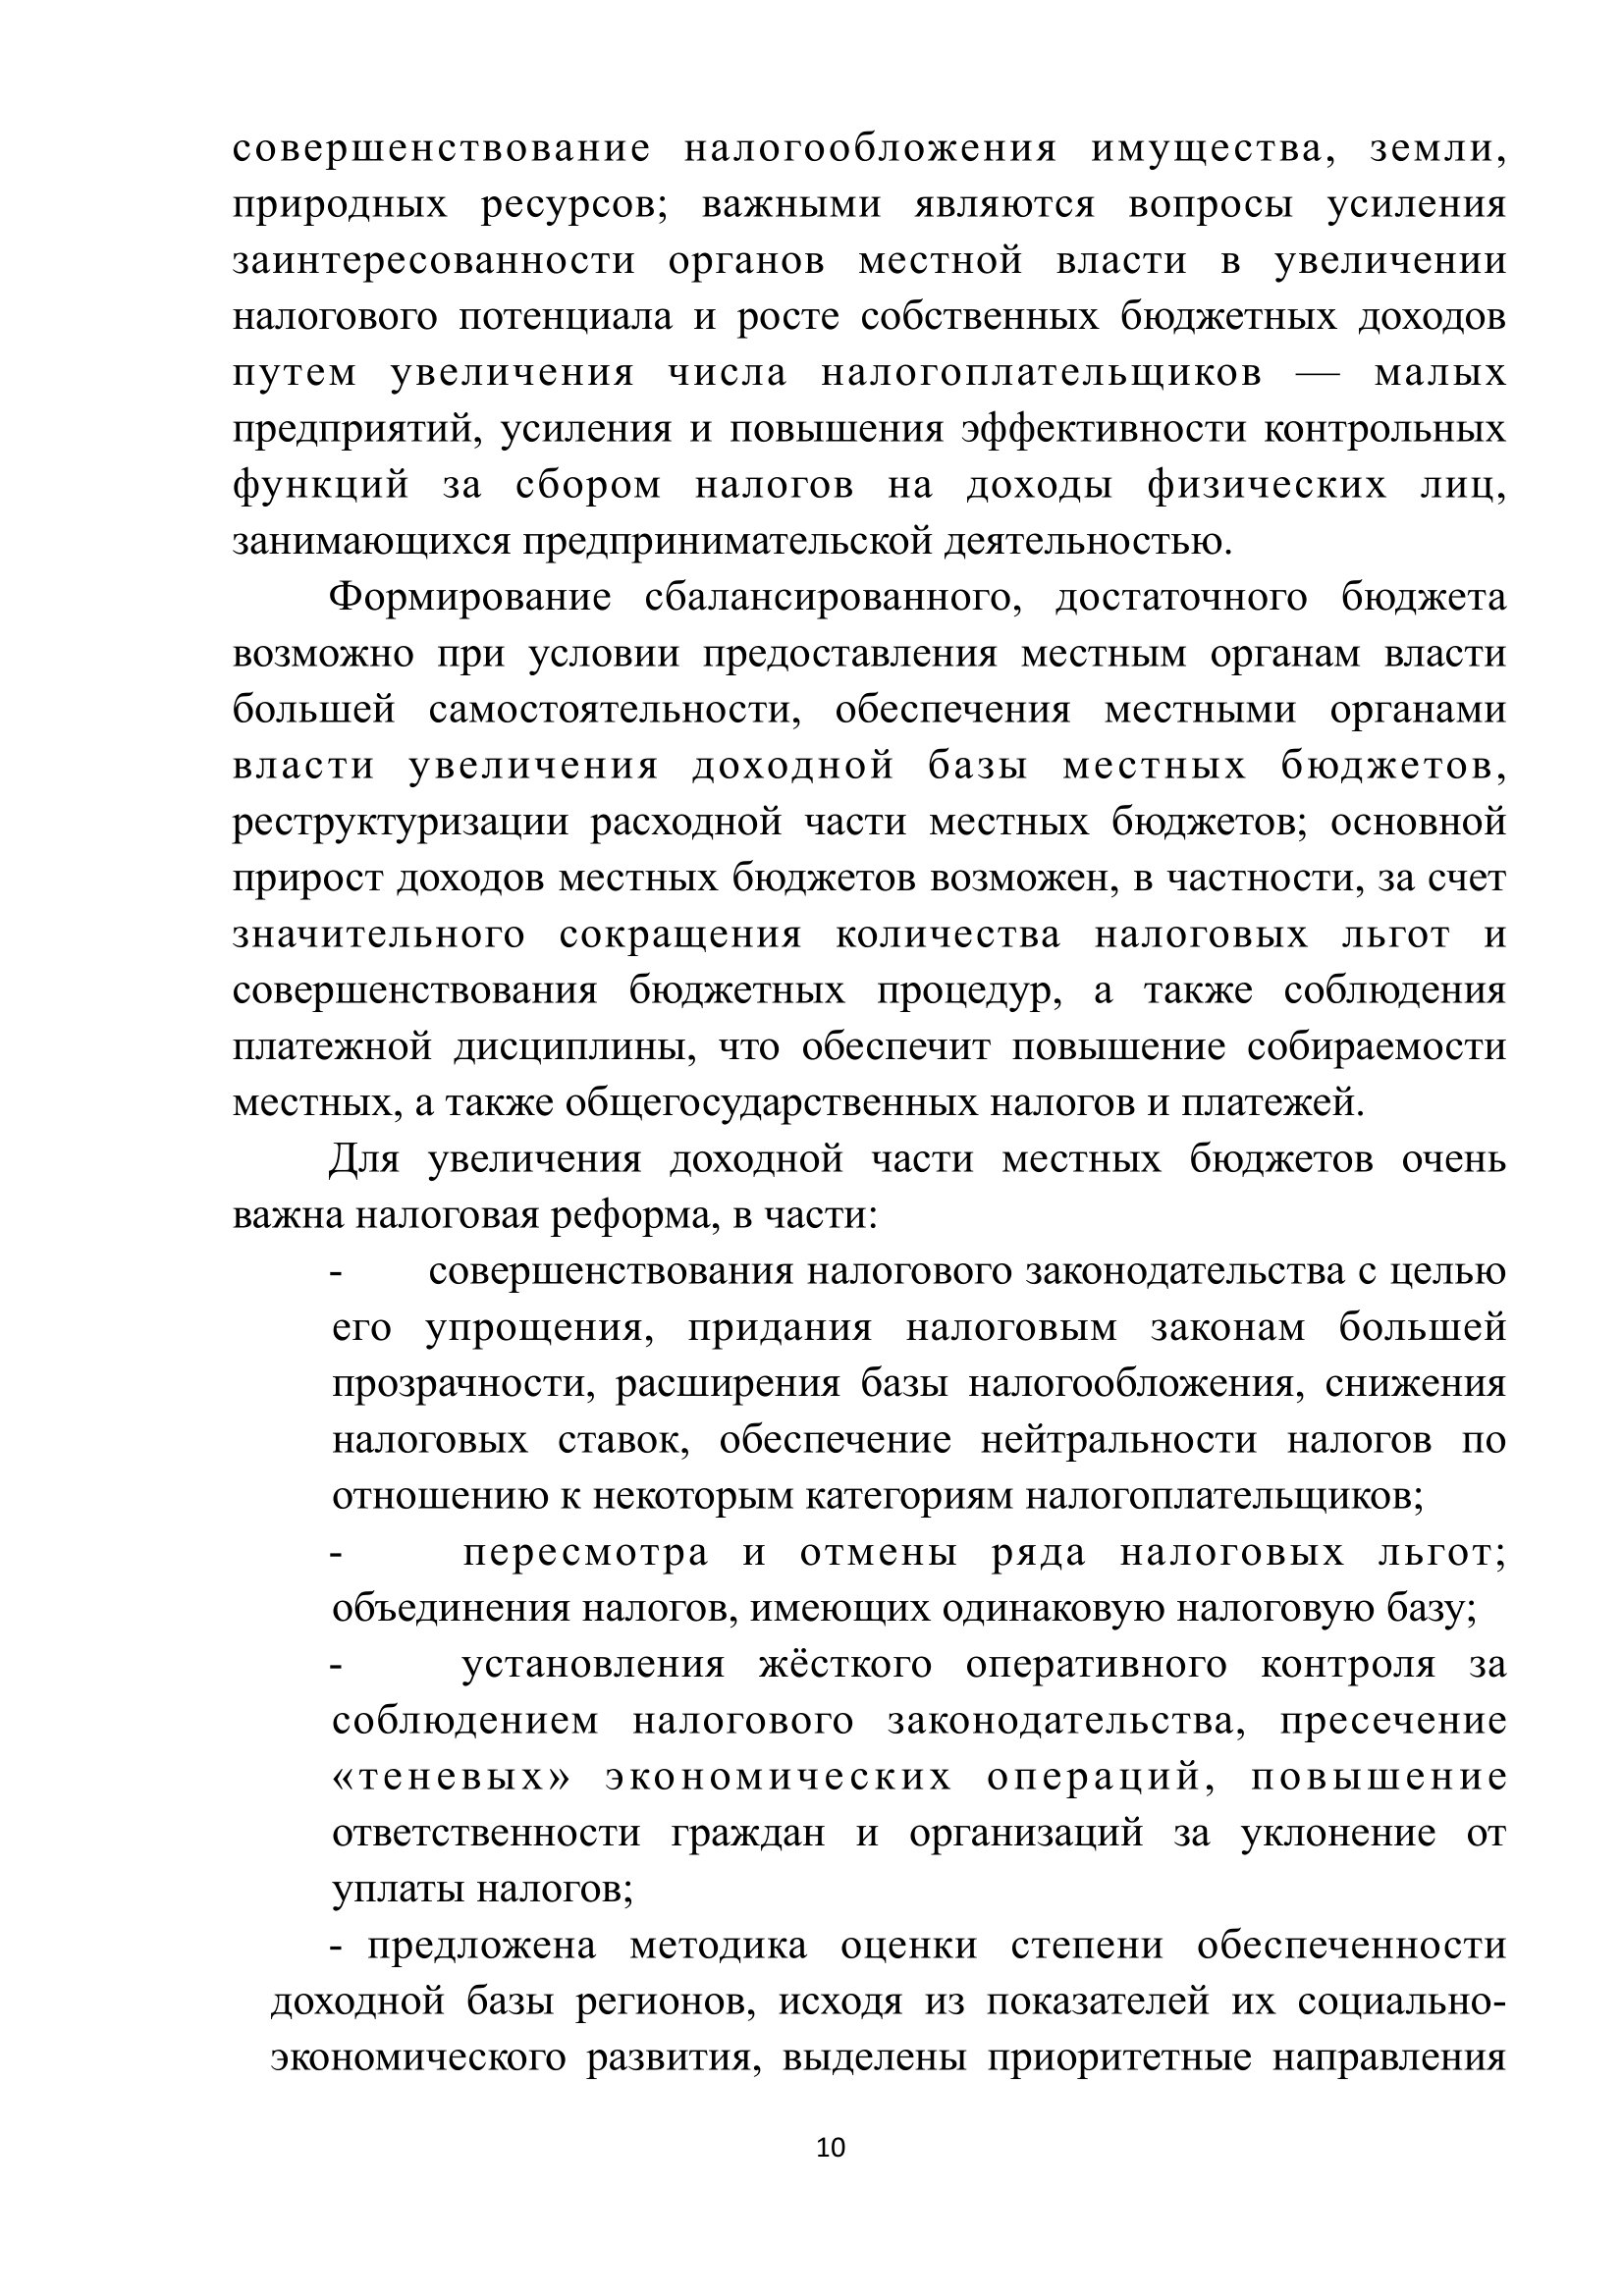 совершенствование налогообложения имущества, земли,
природных ресурсов; важными являются вопросы усиления
заинтересованности органов местной власти в увеличении
налогового потенциала и росте собственных бюджетных доходов
путем увеличения числа налогоплательщиков — малых
предприятий, усиления и повышения эффективности контрольных
функций за сбором налогов на доходы физических лиц,
занимающихся предпринимательской деятельностью.
Формирование сбалансированного, достаточного бюджета
возможно при условии предоставления местным органам власти
большей самостоятельности, обеспечения местными органами
власти увеличения доходной базы местных бюджетов,
реструктуризации расходной части местных бюджетов; основной
прирост доходов местных бюджетов возможен, в частности, за счет
значительного сокращения количества налоговых льгот и
совершенствования бюджетных процедур, а также соблюдения
платежной дисциплины, что обеспечит повышение собираемости
местных, а также общегосударственных налогов и платежей.
Для увеличения доходной части местных бюджетов очень
важна налоговая реформа, в части:
- совершенствования налогового законодательства с целью
его упрощения, придания налоговым законам большей
прозрачности, расширения базы налогообложения, снижения
налоговых ставок, обеспечение нейтральности налогов по
отношению к некоторым категориям налогоплательщиков;
- пересмотра и отмены ряда налоговых льгот;
объединения налогов, имеющих одинаковую налоговую базу;
- установления жёсткого оперативного контроля за
соблюдением налогового законодательства, пресечение
«теневых» экономических операций, повышение
ответственности граждан и организаций за уклонение от
уплаты налогов;
- предложена методика оценки степени обеспеченности
доходной базы регионов, исходя из показателей их социально-
экономического развития, выделены приоритетные направления
10